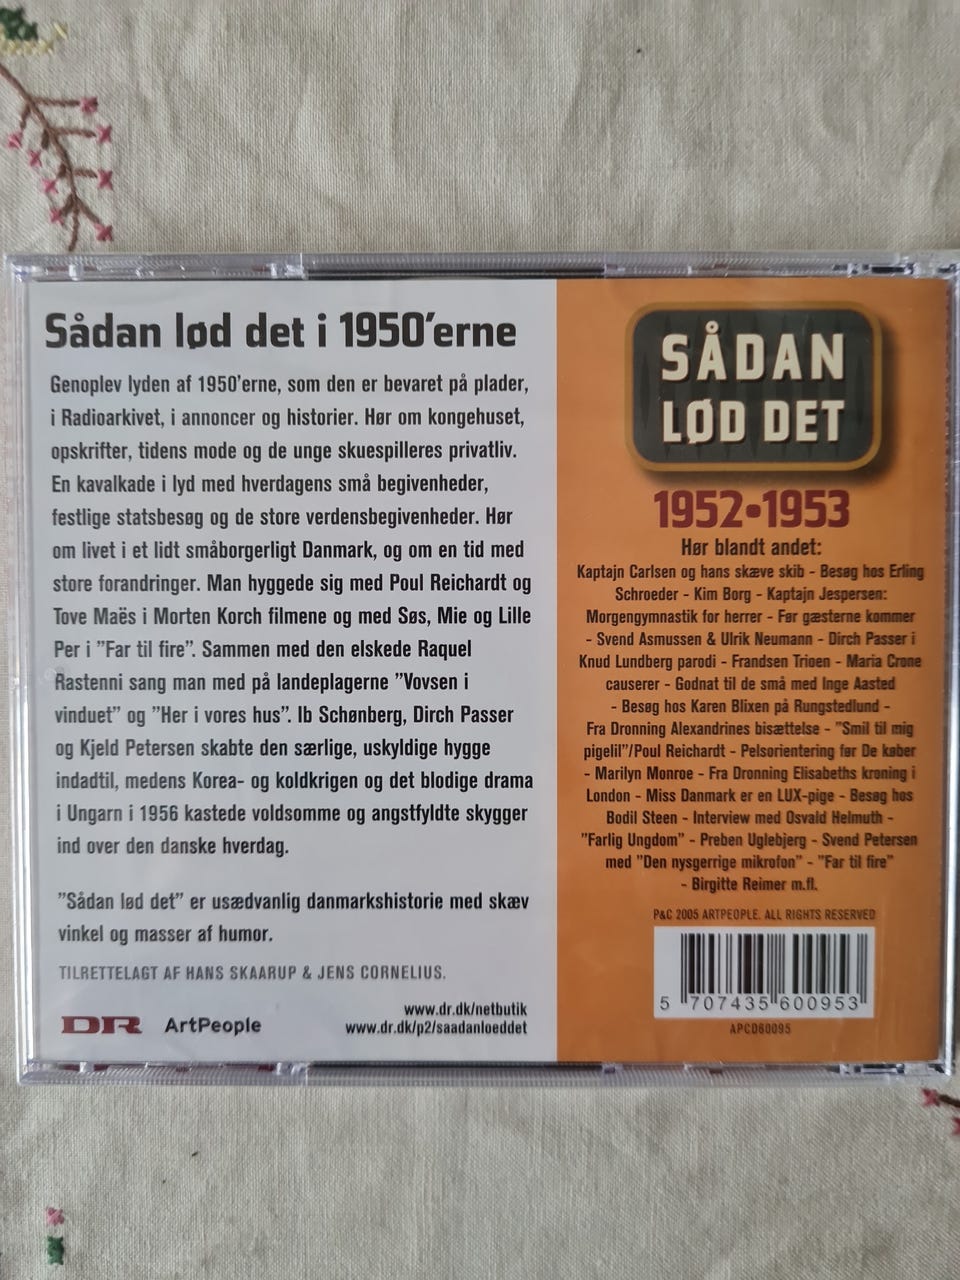 Sådan lød det i 1950'erne
Genoplev lyden af 1950'erne, som den er bevaret på plader,
i Radioarkivet, i annoncer og historier. Hør om kongehuset,
opskrifter, tidens mode og de unge skuespilleres privatliv.
En kavalkade i lyd med hverdagens små begivenheder,
festlige statsbesøg og de store verdensbegivenheder. Hør
om livet i et lidt småborgerligt Danmark, og om en tid med
store forandringer. Man hyggede sig med Poul Reichardt og
Tove Maës i Morten Korch filmene og med Søs, Mie og Lille
Per i "Far til fire". Sammen med den elskede Raquel
Rastenni sang man med på landeplagerne "Vovsen i
vinduet" og "Her i vores hus". Ib Schønberg, Dirch Passer
og Kjeld Petersen skabte den særlige, uskyldige hygge
indadtil, medens Korea- og koldkrigen og det blodige drama
i Ungarn i 1956 kastede voldsomme og angstfyldte skygger
ind over den danske hverdag.
"Sådan lød det" er usædvanlig danmarkshistorie med skæv
vinkel og masser af humor.
TILRETTELAGT AF HANS SKAARUP & JENS CORNELIUS.
DR ArtPeople
www.dr.dk/netbutik
www.dr.dk/p2/saadanloeddet
SÅDAN
LØD DET
1952•1953
Hør blandt andet:
Kaptajn Carlsen og hans skæve skib - Besøg hos Erling
Schroeder - Kim Borg - Kaptajn Jespersen:
Morgengymnastik for herrer - Før gæsterne kommer
- Svend Asmussen & Ulrik Neumann - Dirch Passer i
Knud Lundberg parodi - Frandsen Trioen - Maria Crone
causerer - Godnat til de små med Inge Aasted
- Besøg hos Karen Blixen på Rungstedlund -
Fra Dronning Alexandrines bisættelse - "Smil til mig
pigelil"/Poul Reichardt - Pelsorientering før De køber
- Marilyn Monroe - Fra Dronning Elisabeths kroning i
London - Miss Danmark er en LUX-pige - Besøg hos
Bodil Steen - Interview med Osvald Helmuth -
"Farlig Ungdom" - Preben Uglebjerg - Svend Petersen
med "Den nysgerrige mikrofon" - "Far til fire"
- Birgitte Reimer m.fl.
P&C 2005 ARTPEOPLE. ALL RIGHTS RESERVED
5 707435 600953
APCD60095